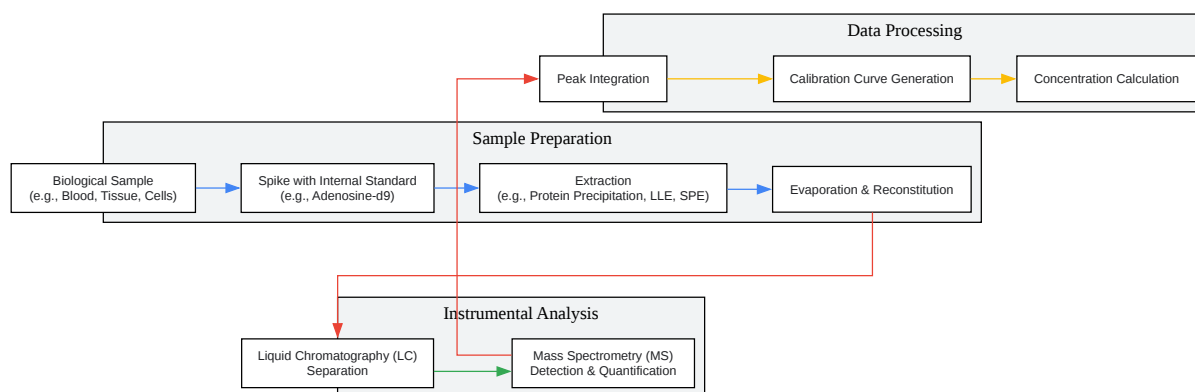 Data Processing
Peak Integration
Calibration Curve Generation
Concentration Calculation
Sample Preparation
Biological Sample
(e.g., Blood, Tissue, Cells)
Spike with Internal Standard
(e.g., Adenosine-d9)
Extraction
(e.g., Protein Precipitation, LLE, SPE)
Evaporation & Reconstitution
Instrumental Analysis
Liquid Chromatography (LC)
Separation
Mass Spectrometry (MS)
Detection & Quantification